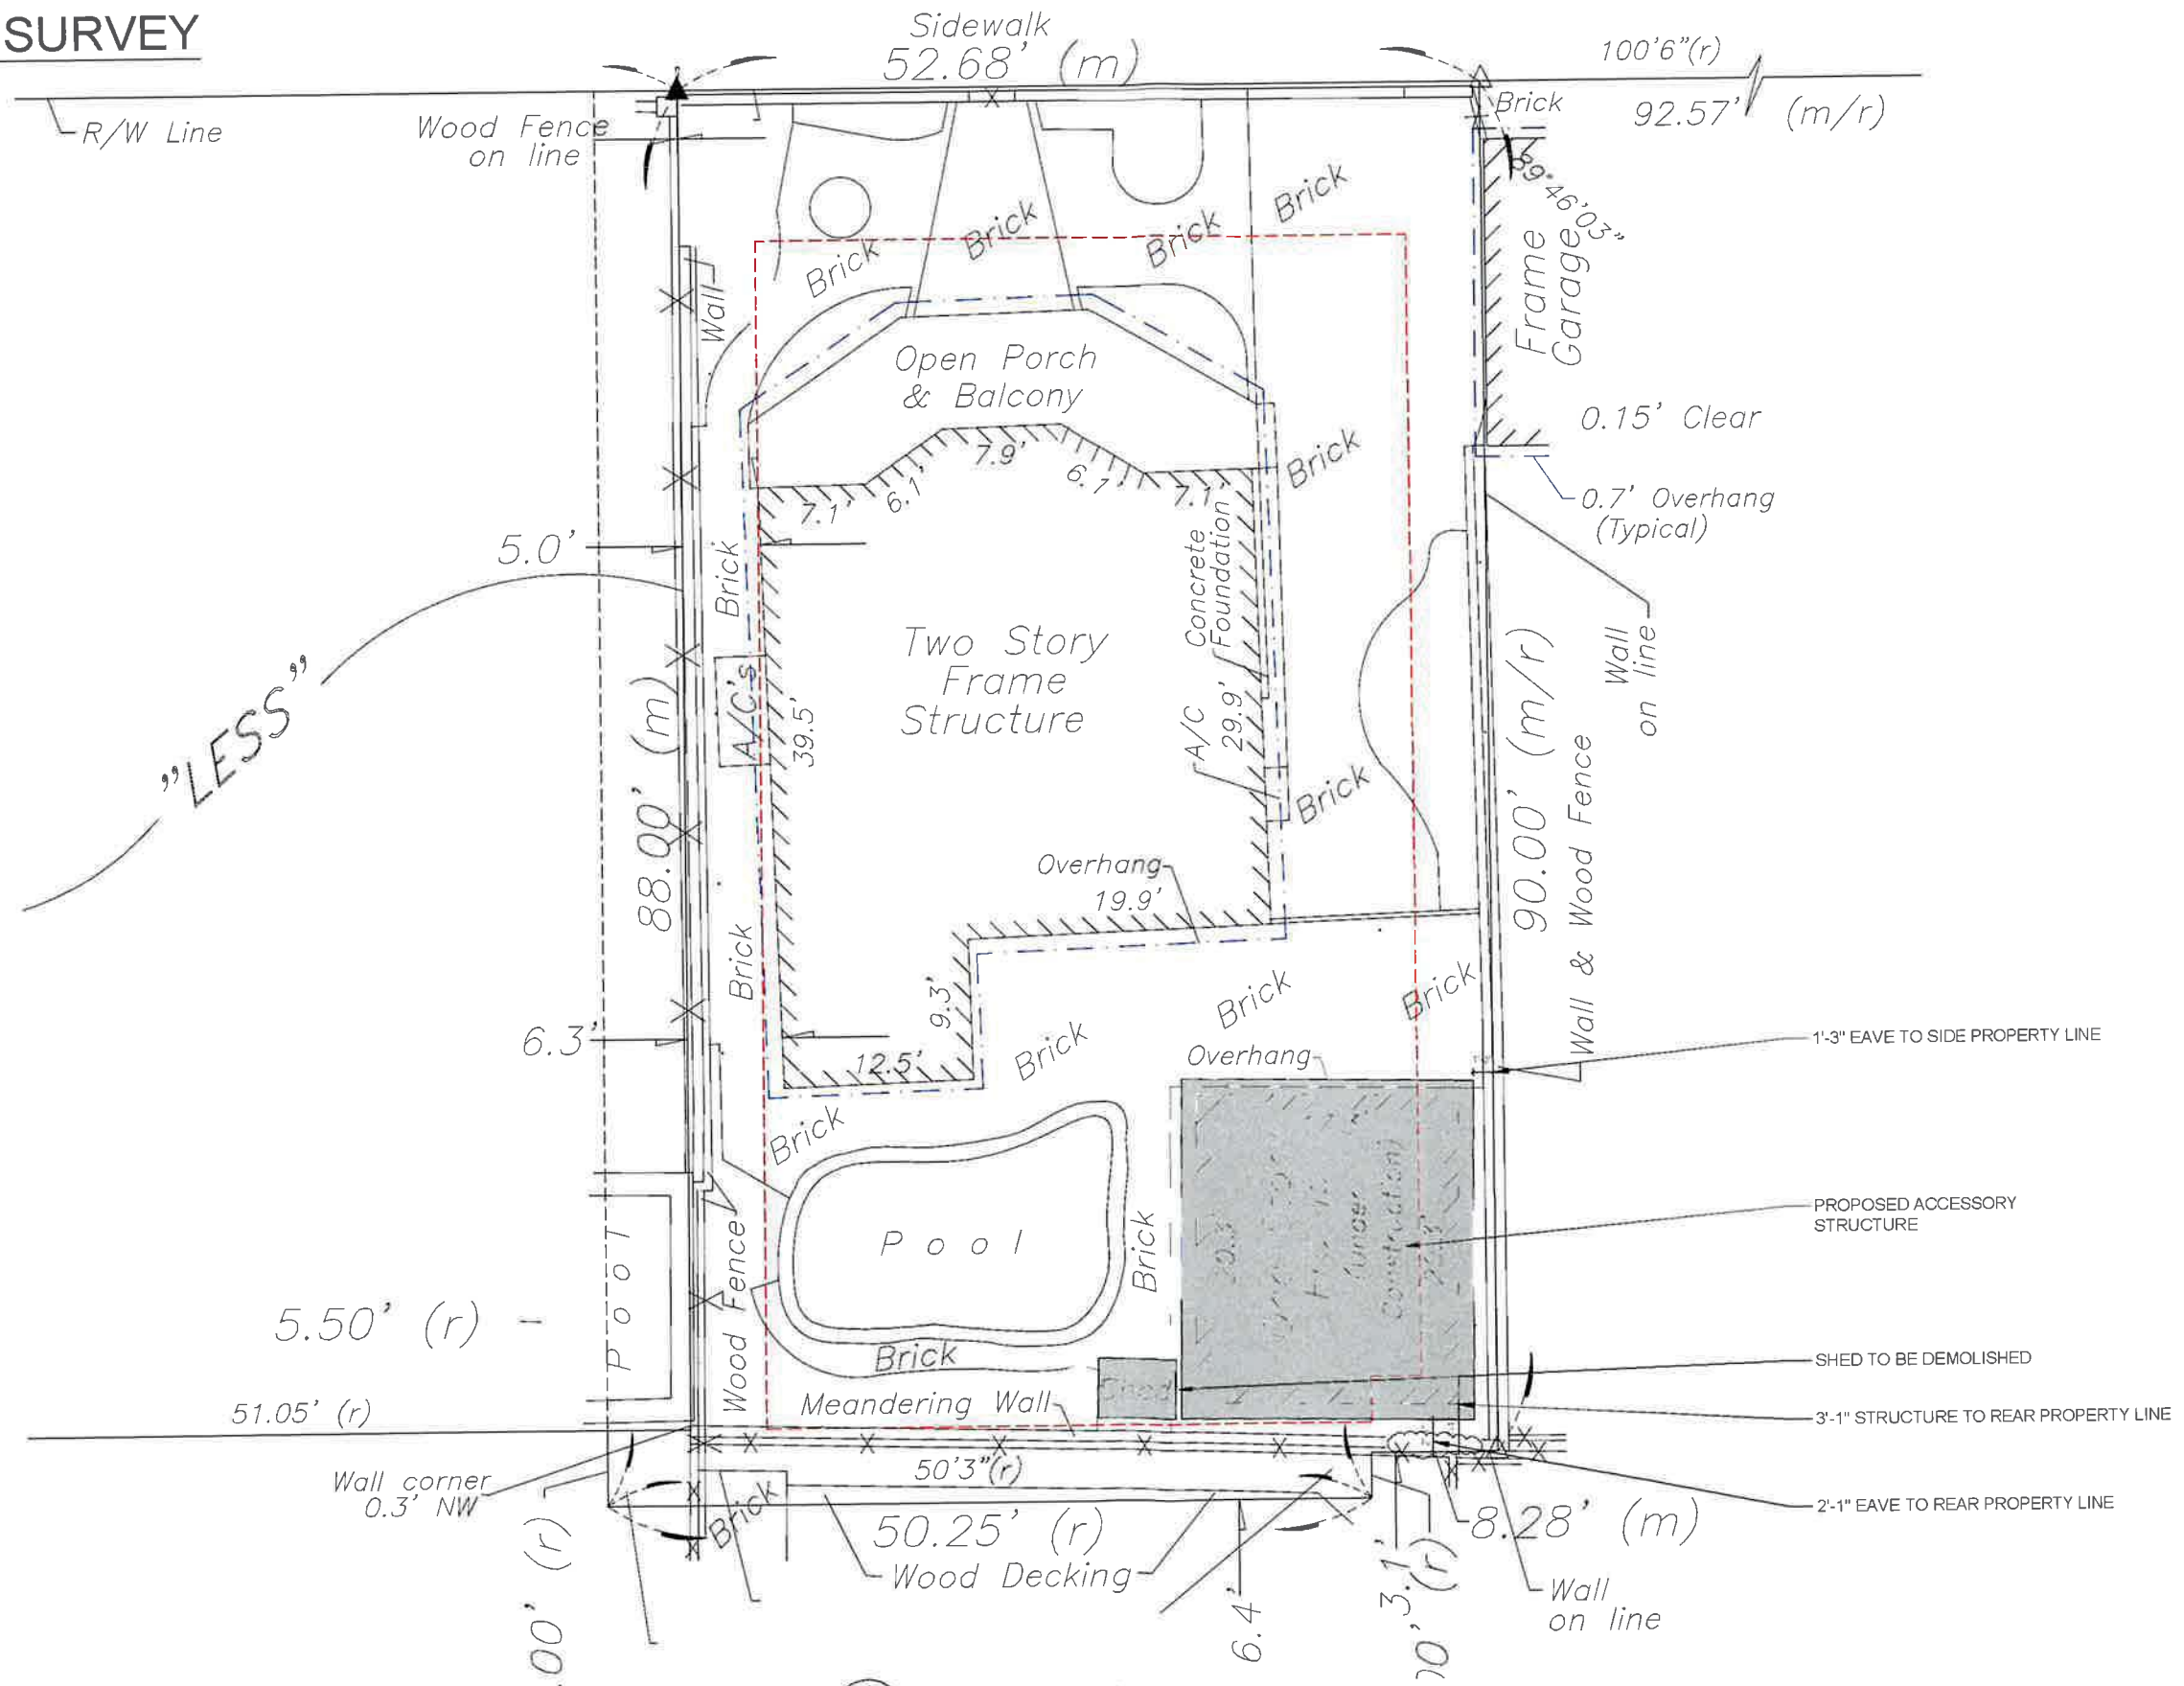 SURVEY
Sidewalk
52.68' (m)
100'6"(r)
92.57' (m/r)
R/W Line
Wood Fence
on line
Brick
89°46'03"
Frame
Garage
Wall
Brick
Brick
Brick
Brick
Open Porch
& Balcony
0.15' Clear
0.7' Overhang
(Typical)
7.1'
6.1'
7.9'
6.1'
7.1'
Brick
5.0'
Brick
Concrete
Foundation
Two Story
Frame
Structure
"LESS"
A/C's
39.5'
A/C
29.9'
Brick
88.00' (m)
90.00' (m/r)
Wall
on line
Wall & Wood Fence
Overhang
19.9'
Brick
9.3'
Brick
Brick
Brick
6.3'
12.5'
Overhang
1'-3" EAVE TO SIDE PROPERTY LINE
Brick
Pool
Pool
Brick
Wood Fence
PROPOSED ACCESSORY
STRUCTURE
20.3'
Construction)
5.50' (r)
Brick
Shed
SHED TO BE DEMOLISHED
51.05' (r)
Meandering Wall
3'-1" STRUCTURE TO REAR PROPERTY LINE
Wall corner
0.3' NW
50'3"(r)
Brick
50.25' (r)
8.28' (m)
2'-1" EAVE TO REAR PROPERTY LINE
Wood Decking
.00' (r)
6.4'
3.1'
(r)
Wall
on line